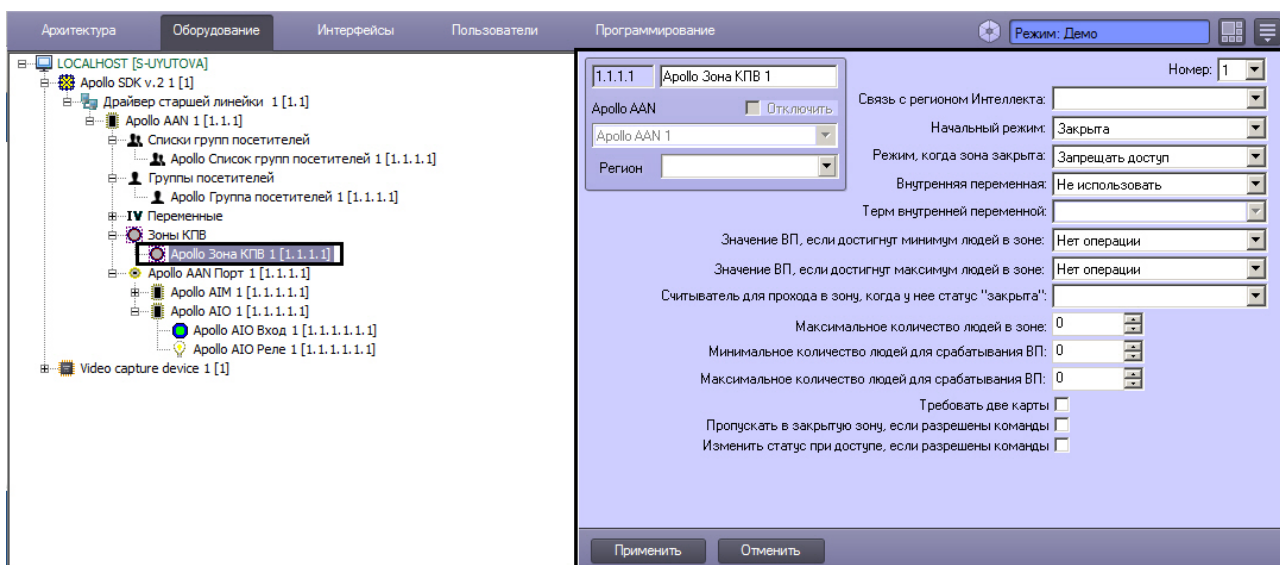 Архитектура Оборудование Интерфейсы Пользователи Программирование Режим: Демо
LOCALHOST [S-UYUTOVA]
Apollo SDK v.2 1 [1]
Драйвер старшей линейки 1 [1.1]
Apollo AAN 1 [1.1.1]
Списки групп посетителей
Apollo Список групп посетителей 1 [1.1.1.1]
Группы посетителей
Apollo Группа посетителей 1 [1.1.1.1]
IV Переменные
Зоны КПВ
Apollo Зона КПВ 1 [1.1.1.1]
Apollo AAN Порт 1 [1.1.1.1]
Apollo AIM 1 [1.1.1.1.1]
Apollo AIO 1 [1.1.1.1.1]
Apollo AIO Вход 1 [1.1.1.1.1.1]
Apollo AIO Реле 1 [1.1.1.1.1.1]
Video capture device 1 [1]
1.1.1.1 Apollo Зона КПВ 1
Apollo AAN Отключить
Apollo AAN 1
Регион
Номер: 1
Связь с регионом Интеллекта:
Начальный режим: Закрыта
Режим, когда зона закрыта: Запрещать доступ
Внутренняя переменная: Не использовать
Терм внутренней переменной:
Значение ВП, если достигнут минимум людей в зоне: Нет операции
Значение ВП, если достигнут максимум людей в зоне: Нет операции
Считыватель для прохода в зону, когда у нее статус "закрыта":
Максимальное количество людей в зоне: 0
Минимальное количество людей для срабатывания ВП: 0
Максимальное количество людей для срабатывания ВП: 0
Требовать две карты
Пропускать в закрытую зону, если разрешены команды
Изменить статус при доступе, если разрешены команды
Применить Отменить